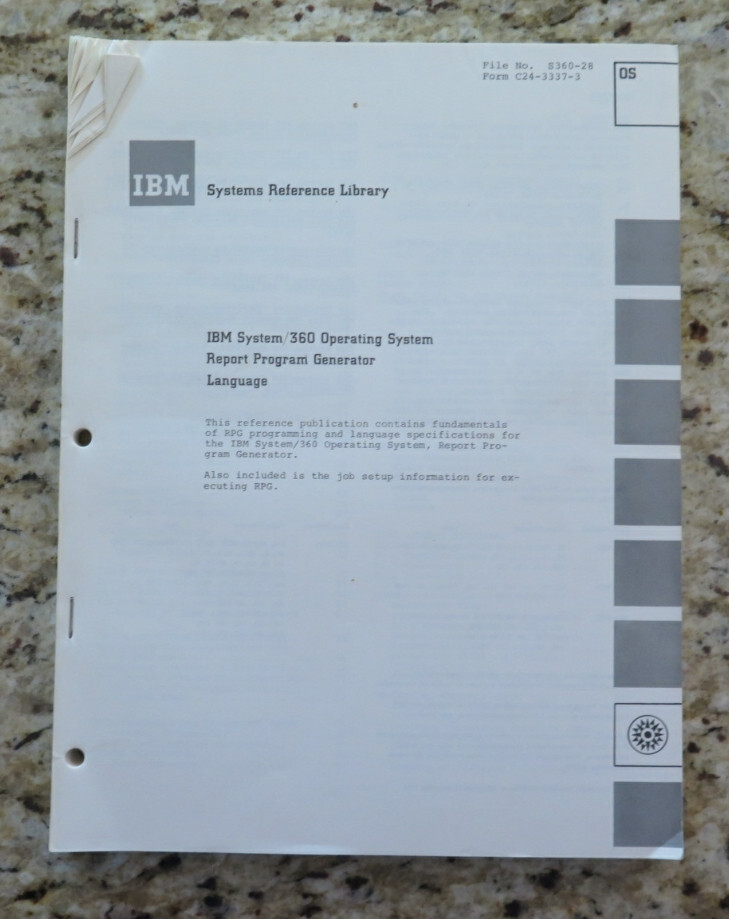 File No. S360-28
Form C24-3337-3
OS
IBM
Systems Reference Library
IBM System/360 Operating System
Report Program Generator
Language
This reference publication contains fundamentals
of RPG programming and language specifications for
the IBM System/360 Operating System, Report Pro-
gram Generator.
Also included is the job setup information for ex-
ecuting RPG.